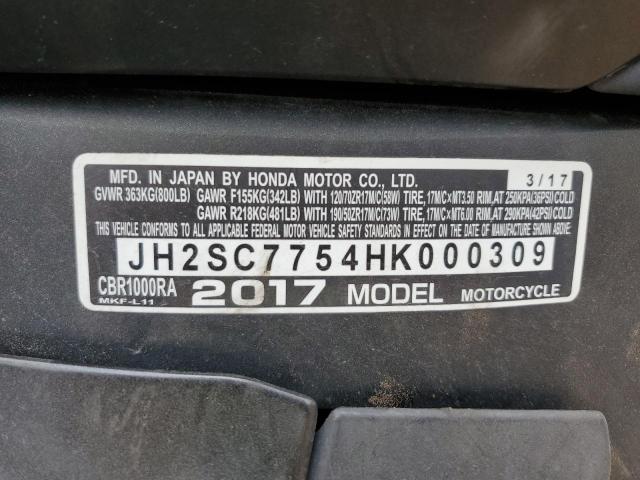 MFD. IN JAPAN BY HONDA MOTOR CO., LTD. 3/17
GVWR 363KG(800LB) GAWR F155KG(342LB) WITH 120/70ZR17M/C(58W) TIRE, 17M/C×MT3.50 RIM, AT 250KPA(36PSI) COLD
GAWR R218KG(481LB) WITH 190/50ZR17M/C(73W) TIRE, 17M/C×MT6.00 RIM, AT 290KPA(42PSI) COLD
THIS VEHICLE CONFORMS TO ALL APPLICABLE FEDERAL MOTOR VEHICLE SAFETY STANDARDS IN EFFECT ON THE DATE OF MANUFACTURE SHOWN ABOVE.
JH2SC7754HK000309
CBR1000RA 2017 MODEL MOTORCYCLE
MKF-L11